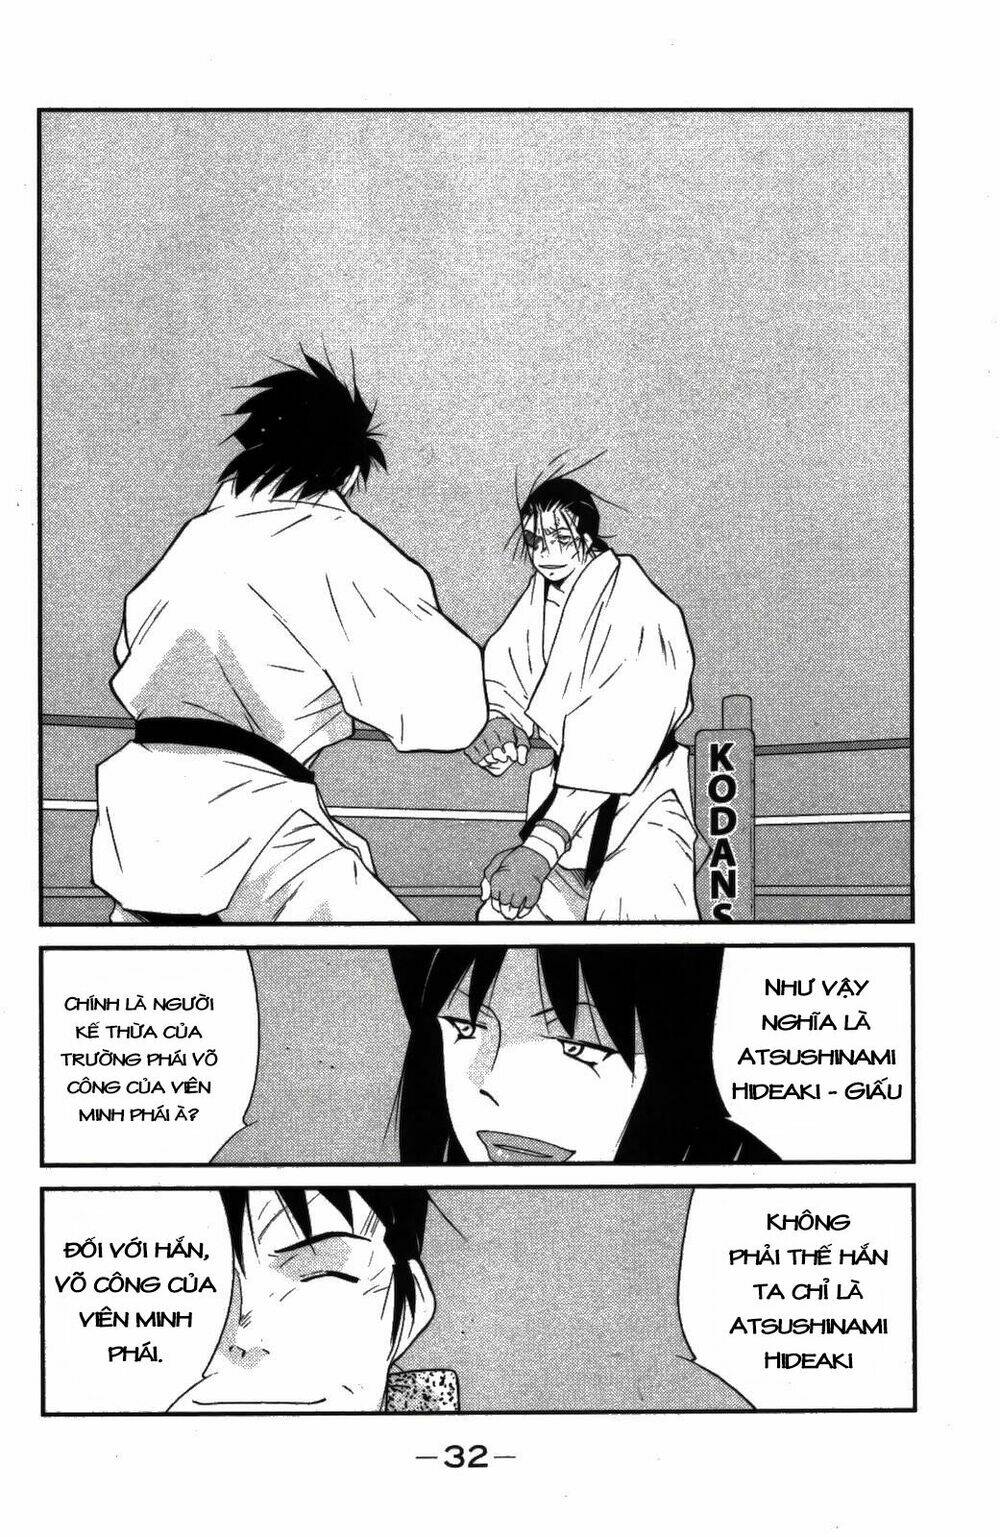 KODANS
NHƯ VẬY
NGHĨA LÀ
ATSUSHINAMI
HIDEAKI - GIẤU
CHÍNH LÀ NGƯỜI
KẾ THỪA CỦA
TRƯỜNG PHÁI VÕ
CÔNG CỦA VIÊN
MINH PHÁI À?
KHÔNG
PHẢI THẾ HẮN
TA CHỈ LÀ
ATSUSHINAMI
HIDEAKI
ĐỐI VỚI HẮN,
VÕ CÔNG CỦA
VIÊN MINH
PHÁI.
-32-